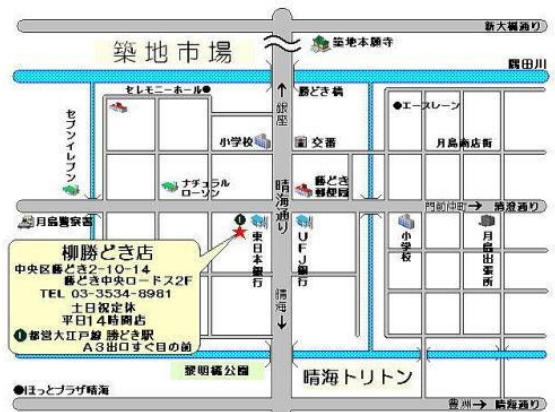 新大橋通り
築地市場
築地本願寺
隅田川
セレモニーホール●
↑
銀座
勝どき橋
●エースレーン
セブンイレブン
小学校
交番
月島商店街
ナチュラル
ローソン
勝どき
郵便局
晴海通り
門前仲町→
清澄通り
月島警察署
東日本銀行
UFJ銀行
小学校
月島出張所
柳勝どき店
中央区勝どき2-10-14
勝どき中央ロードス2F
TEL 03-3534-8981
土日祝定休
平日14時開店
都営大江戸線 勝どき駅
A3出口すぐ目の前
晴海
↓
黎明橋公園
晴海トリトン
●ほっとプラザ晴海
豊洲→
晴海通り